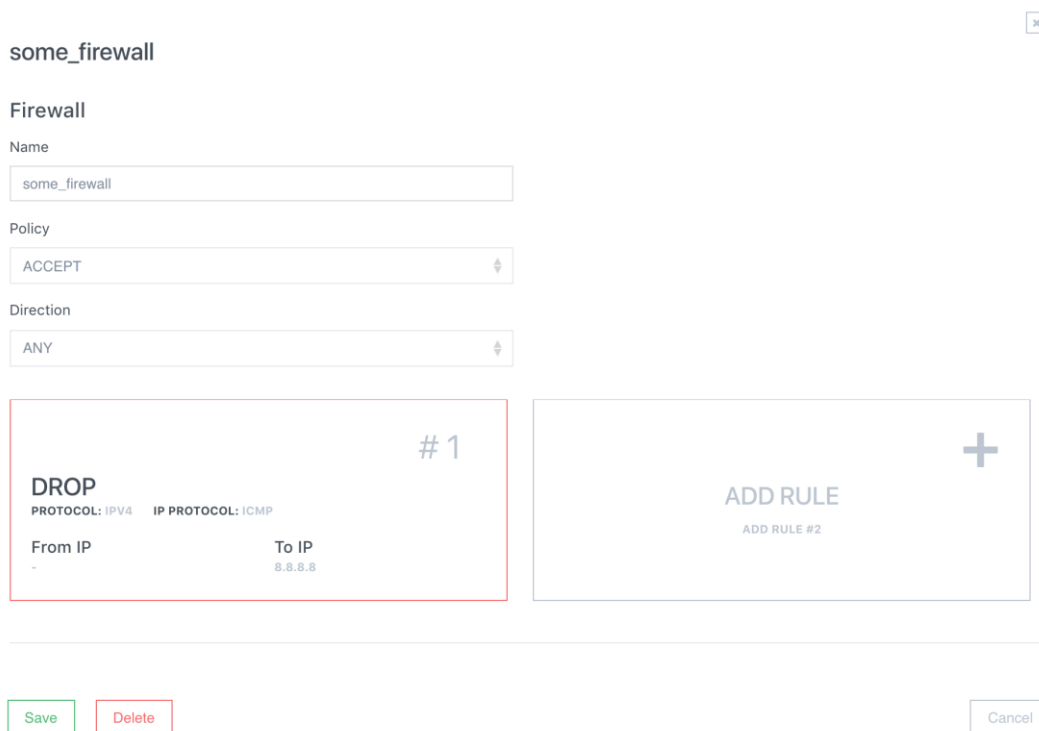 some_firewall
Firewall
Name
some_firewall
Policy
ACCEPT
Direction
ANY
# 1
DROP
PROTOCOL: IPV4 IP PROTOCOL: ICMP
From IP To IP
- 8.8.8.8
ADD RULE
ADD RULE #2
Save Delete Cancel